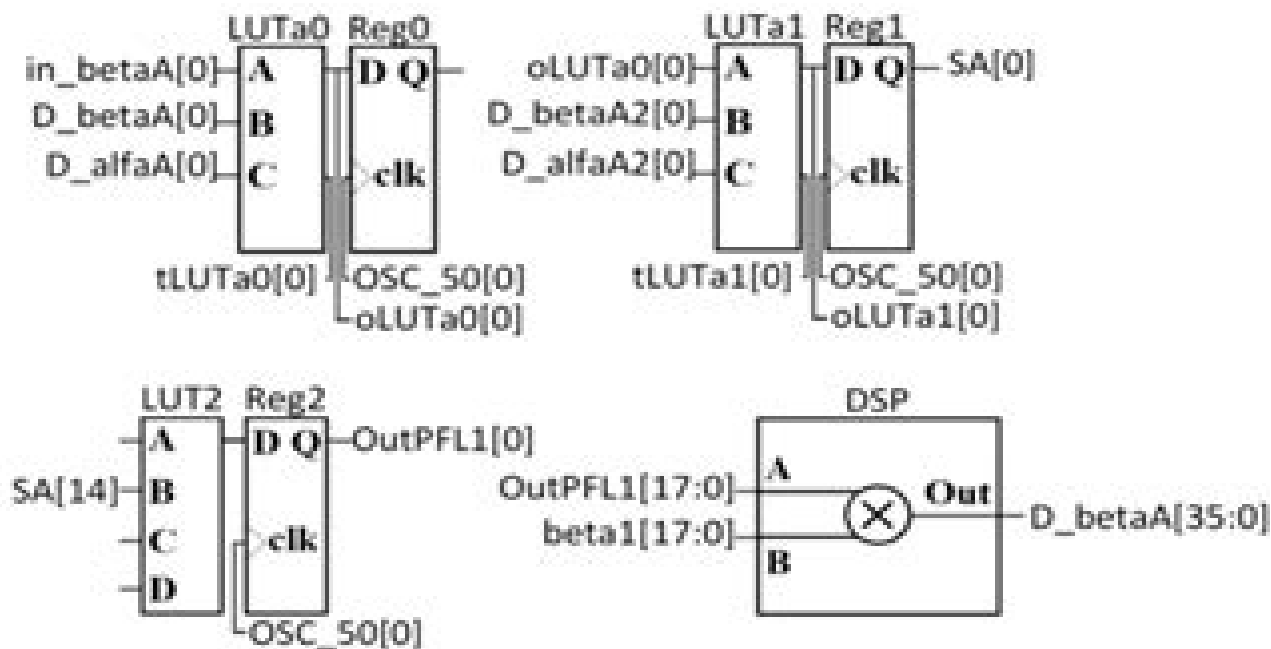 LUTa0 Reg0
in_betaA[0] A D Q
D_betaA[0] B
D_alfaA[0] C clk
tLUTa0[0] OSC_50[0]
oLUTa0[0]
LUTa1 Reg1
oLUTa0[0] A D Q SA[0]
D_betaA2[0] B
D_alfaA2[0] C clk
tLUTa1[0] OSC_50[0]
oLUTa1[0]
LUT2 Reg2
A D Q OutPFL1[0]
SA[14] B
C clk
D
OSC_50[0]
DSP
A
OutPFL1[17:0] Out
beta1[17:0] D_betaA[35:0]
B